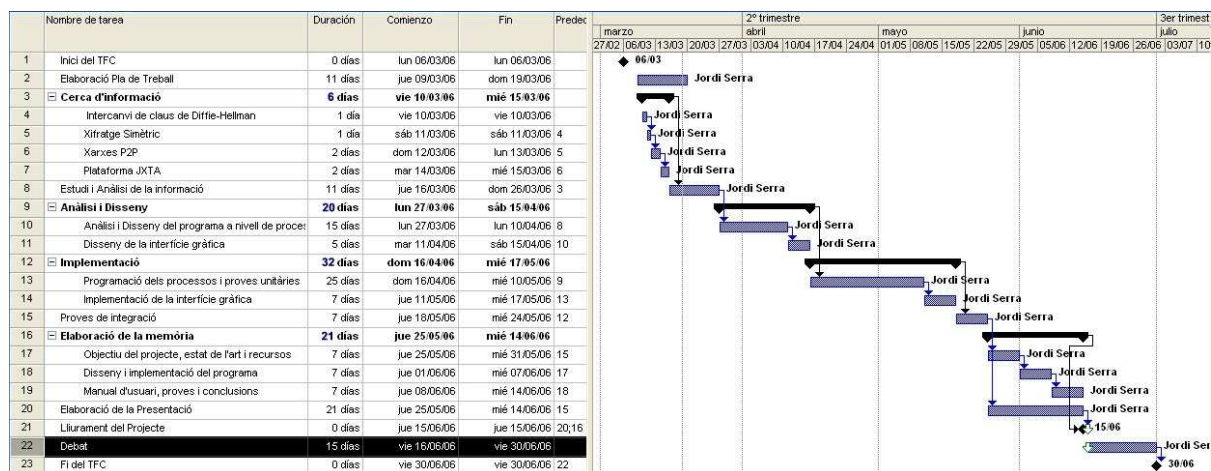 Nombre de tarea Duración Comienzo Fin Predec
2º trimestre 3er trimest
marzo abril mayo junio julio
27/02 06/03 13/03 20/03 27/03 03/04 10/04 17/04 24/04 01/05 08/05 15/05 22/05 29/05 05/06 12/06 19/06 26/06 03/07 10
1 Inici del TFC 0 días lun 06/03/06 lun 06/03/06 06/03
2 Elaboració Pla de Treball 11 días jue 09/03/06 dom 19/03/06 Jordi Serra
3 Cerca d'informació 6 días vie 10/03/06 mié 15/03/06
4 Intercanvi de claus de Diffie-Hellman 1 día vie 10/03/06 vie 10/03/06 Jordi Serra
5 Xifratge Simètric 1 día sáb 11/03/06 sáb 11/03/06 4 Jordi Serra
6 Xarxes P2P 2 días dom 12/03/06 lun 13/03/06 5 Jordi Serra
7 Plataforma JXTA 2 días mar 14/03/06 mié 15/03/06 6 Jordi Serra
8 Estudi i Anàlisi de la informació 11 días jue 16/03/06 dom 26/03/06 3 Jordi Serra
9 Anàlisi i Disseny 20 días lun 27/03/06 sáb 15/04/06
10 Anàlisi i Disseny del programa a nivell de proces 15 días lun 27/03/06 lun 10/04/06 8 Jordi Serra
11 Disseny de la interfície gràfica 5 días mar 11/04/06 sáb 15/04/06 10 Jordi Serra
12 Implementació 32 días dom 16/04/06 mié 17/05/06
13 Programació dels processos i proves unitàries 25 días dom 16/04/06 mié 10/05/06 9 Jordi Serra
14 Implementació de la interfície gràfica 7 días jue 11/05/06 mié 17/05/06 13 Jordi Serra
15 Proves de integració 7 días jue 18/05/06 mié 24/05/06 12 Jordi Serra
16 Elaboració de la memòria 21 días jue 25/05/06 mié 14/06/06
17 Objectiu del projecte, estat de l'art i recursos 7 días jue 25/05/06 mié 31/05/06 15 Jordi Serra
18 Disseny i implementació del programa 7 días jue 01/06/06 mié 07/06/06 17 Jordi Serra
19 Manual d'usuari, proves i conclusions 7 días jue 08/06/06 mié 14/06/06 18 Jordi Serra
20 Elaboració de la Presentació 21 días jue 25/05/06 mié 14/06/06 15 Jordi Serra
21 Lliurament del Projecte 0 días jue 15/06/06 jue 15/06/06 20;16 15/06
22 Debat 15 días vie 16/06/06 vie 30/06/06 Jordi Ser
23 Fi del TFC 0 días vie 30/06/06 vie 30/06/06 22 30/06